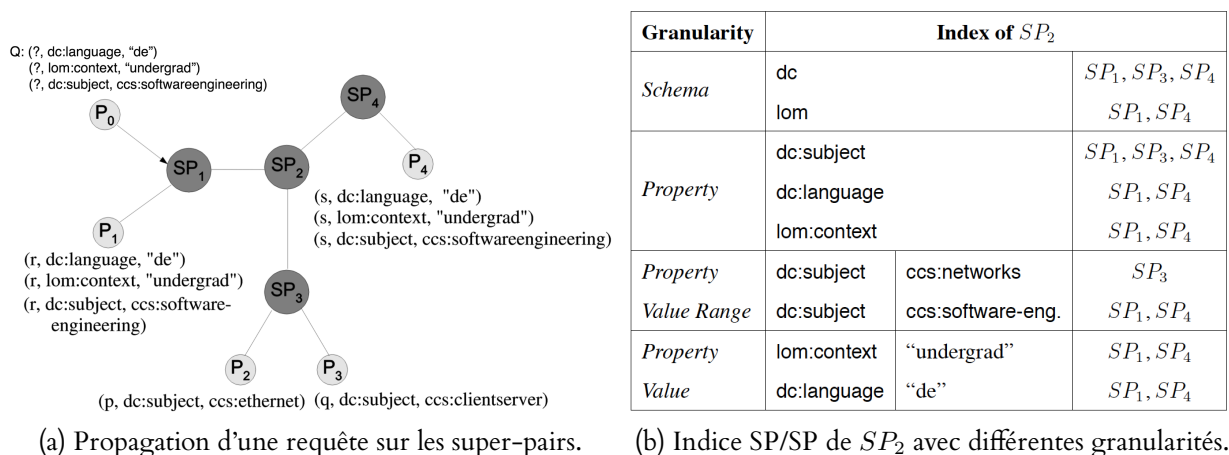 Q: (?, dc:language, “de”)
(?, lom:context, “undergrad”)
(?, dc:subject, ccs:softwareengineering)
P0
SP4
SP1
SP2
P4
P1
(s, dc:language, "de")
(s, lom:context, "undergrad")
(s, dc:subject, ccs:softwareengineering)
(r, dc:language, "de")
(r, lom:context, "undergrad")
(r, dc:subject, ccs:software-
engineering)
SP3
P2
P3
(p, dc:subject, ccs:ethernet) (q, dc:subject, ccs:clientserver)
(a) Propagation d’une requête sur les super-pairs.
Granularity Index of SP2
Schema dc SP1, SP3, SP4
lom SP1, SP4
Property dc:subject SP1, SP3, SP4
dc:language SP1, SP4
lom:context SP1, SP4
Property dc:subject ccs:networks SP3
Value Range dc:subject ccs:software-eng. SP1, SP4
Property lom:context “undergrad” SP1, SP4
Value dc:language “de” SP1, SP4
(b) Indice SP/SP de SP2 avec différentes granularités.